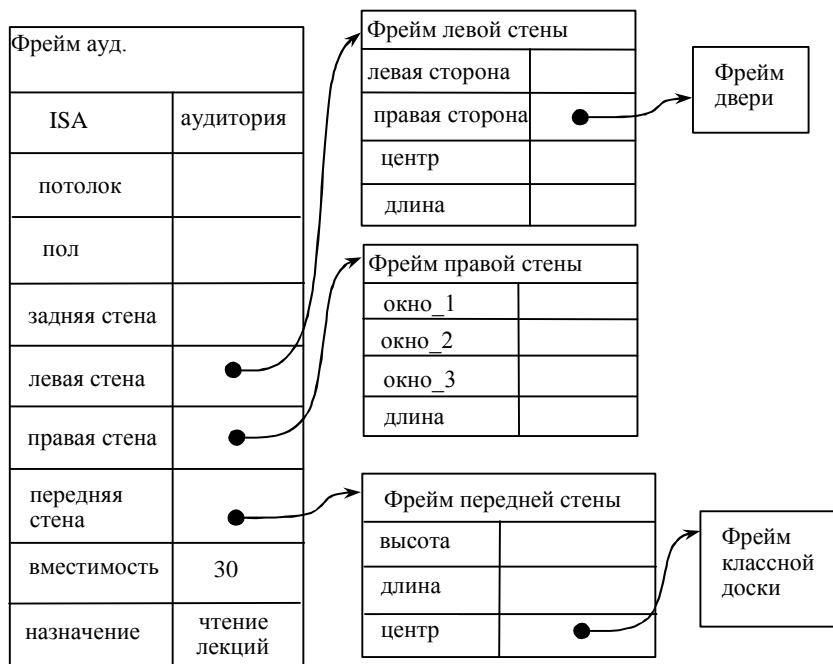 Фрейм ауд.
ISA
аудитория
потолок
пол
задняя стена
левая стена
правая стена
передняя
стена
вместимость
30
назначение
чтение
лекций
Фрейм левой стены
левая сторона
правая сторона
центр
длина
Фрейм
двери
Фрейм правой стены
окно_1
окно_2
окно_3
длина
Фрейм передней стены
высота
длина
центр
Фрейм
классной
доски